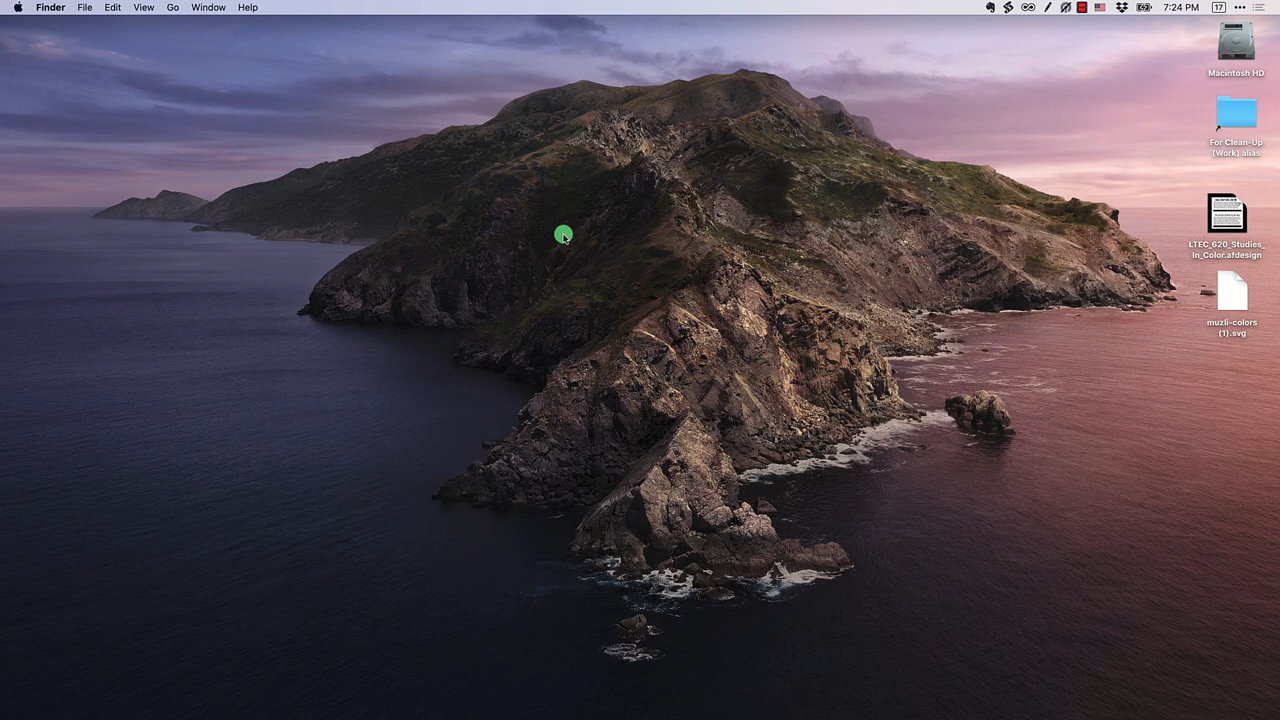 Finder File Edit View Go Window Help 7:24 PM 17
Macintosh HD
For Clean-Up
(Work) alias
LTEC_620_Studies_
In_Color.afdesign
muzli-colors
(1).svg